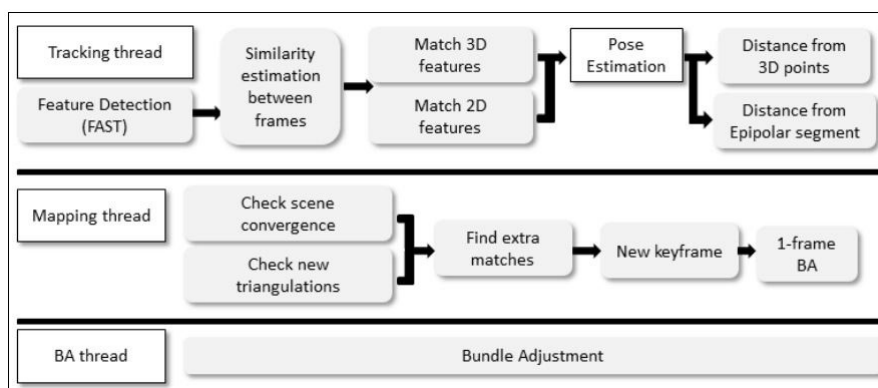 Tracking thread
Feature Detection
(FAST)
Similarity
estimation
between
frames
Match 3D
features
Match 2D
features
Pose
Estimation
Distance from
3D points
Distance from
Epipolar segment
Mapping thread
Check scene
convergence
Check new
triangulations
Find extra
matches
New keyframe
1-frame
BA
BA thread
Bundle Adjustment